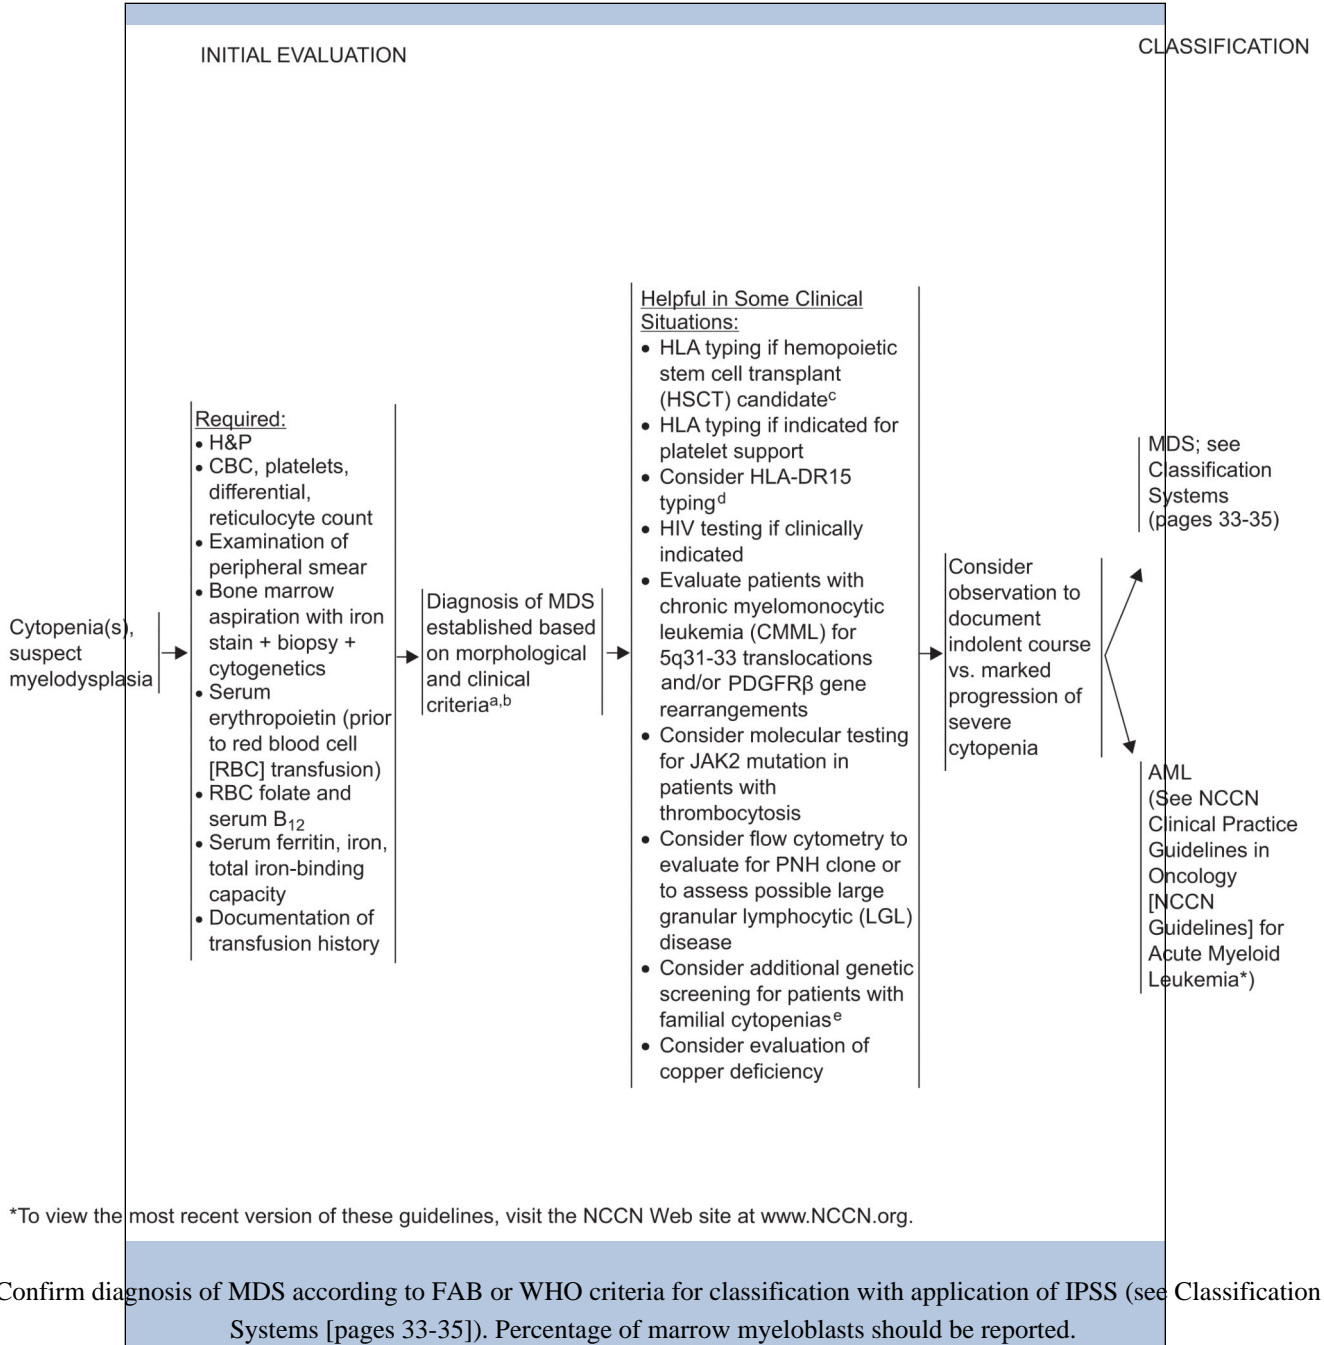 INITIAL EVALUATION
CLASSIFICATION
Cytopenia(s),
suspect
myelodysplasia
Required:
• H&P
• CBC, platelets,
differential,
reticulocyte count
• Examination of
peripheral smear
• Bone marrow
aspiration with iron
stain + biopsy +
cytogenetics
• Serum
erythropoietin (prior
to red blood cell
[RBC] transfusion)
• RBC folate and
serum B12
• Serum ferritin, iron,
total iron-binding
capacity
• Documentation of
transfusion history
Diagnosis of MDS
established based
on morphological
and clinical
criteriaa,b
Helpful in Some Clinical
Situations:
• HLA typing if hemopoietic
stem cell transplant
(HSCT) candidatec
• HLA typing if indicated for
platelet support
• Consider HLA-DR15
typingd
• HIV testing if clinically
indicated
• Evaluate patients with
chronic myelomonocytic
leukemia (CMML) for
5q31-33 translocations
and/or PDGFRβ gene
rearrangements
• Consider molecular testing
for JAK2 mutation in
patients with
thrombocytosis
• Consider flow cytometry to
evaluate for PNH clone or
to assess possible large
granular lymphocytic (LGL)
disease
• Consider additional genetic
screening for patients with
familial cytopeniase
• Consider evaluation of
copper deficiency
Consider
observation to
document
indolent course
vs. marked
progression of
severe
cytopenia
MDS; see
Classification
Systems
(pages 33-35)
AML
(See NCCN
Clinical Practice
Guidelines in
Oncology
[NCCN
Guidelines] for
Acute Myeloid
Leukemia*)
*To view the most recent version of these guidelines, visit the NCCN Web site at www.NCCN.org.
Confirm diagnosis of MDS according to FAB or WHO criteria for classification with application of IPSS (see Classification
Systems [pages 33-35]). Percentage of marrow myeloblasts should be reported.